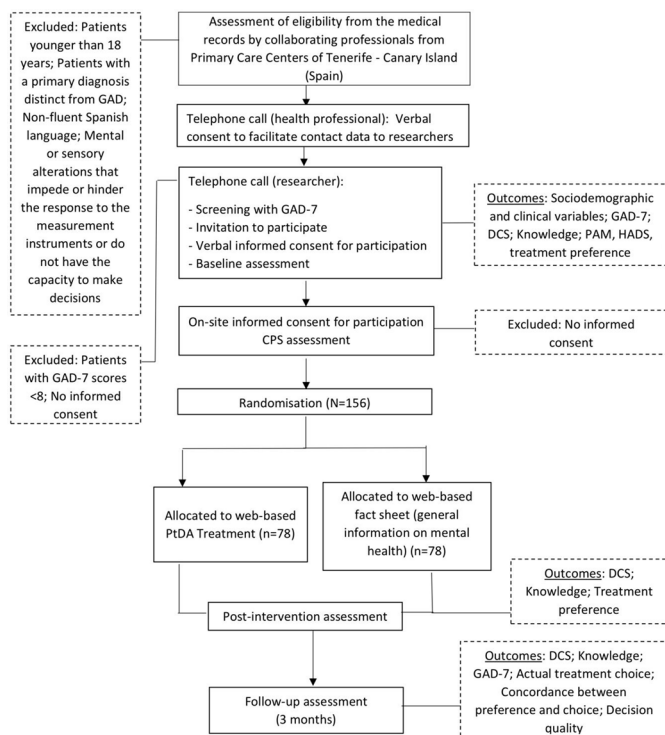 Excluded: Patients
younger than 18
years; Patients with
a primary diagnosis
distinct from GAD;
Non-fluent Spanish
language; Mental
or sensory
alterations that
impede or hinder
the response to the
measurement
instruments or do
not have the
capacity to make
decisions
Assessment of eligibility from the medical
records by collaborating professionals from
Primary Care Centers of Tenerife - Canary Island
(Spain)
Telephone call (health professional): Verbal
consent to facilitate contact data to researchers
Telephone call (researcher):
- Screening with GAD-7
- Invitation to participate
- Verbal informed consent for participation
- Baseline assessment
Outcomes: Sociodemographic
and clinical variables; GAD-7;
DCS; Knowledge; PAM, HADS,
treatment preference
On-site informed consent for participation
CPS assessment
Excluded: No informed
consent
Excluded: Patients
with GAD-7 scores
<8; No informed
consent
Randomisation (N=156)
Allocated to web-based
PtDA Treatment (n=78)
Allocated to web-based
fact sheet (general
information on mental
health) (n=78)
Outcomes: DCS;
Knowledge; Treatment
preference
Post-intervention assessment
Outcomes: DCS; Knowledge;
GAD-7; Actual treatment choice;
Concordance between
preference and choice; Decision
quality
Follow-up assessment
(3 months)